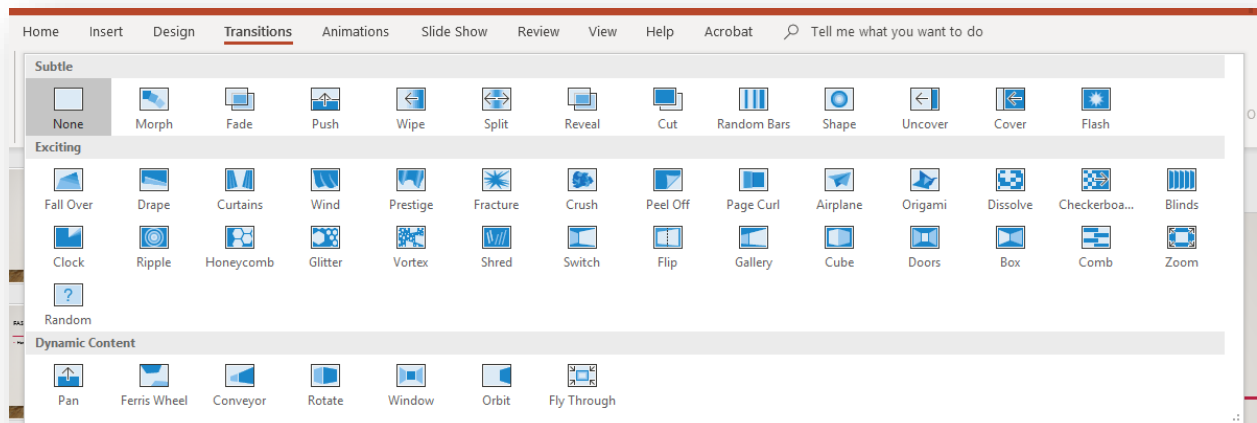 Home Insert Design Transitions Animations Slide Show Review View Help Acrobat Tell me what you want to do
Subtle
None Morph Fade Push Wipe Split Reveal Cut Random Bars Shape Uncover Cover Flash
Exciting
Fall Over Drape Curtains Wind Prestige Fracture Crush Peel Off Page Curl Airplane Origami Dissolve Checkerboa... Blinds
Clock Ripple Honeycomb Glitter Vortex Shred Switch Flip Gallery Cube Doors Box Comb Zoom
?
Random
Dynamic Content
Pan Ferris Wheel Conveyor Rotate Window Orbit Fly Through